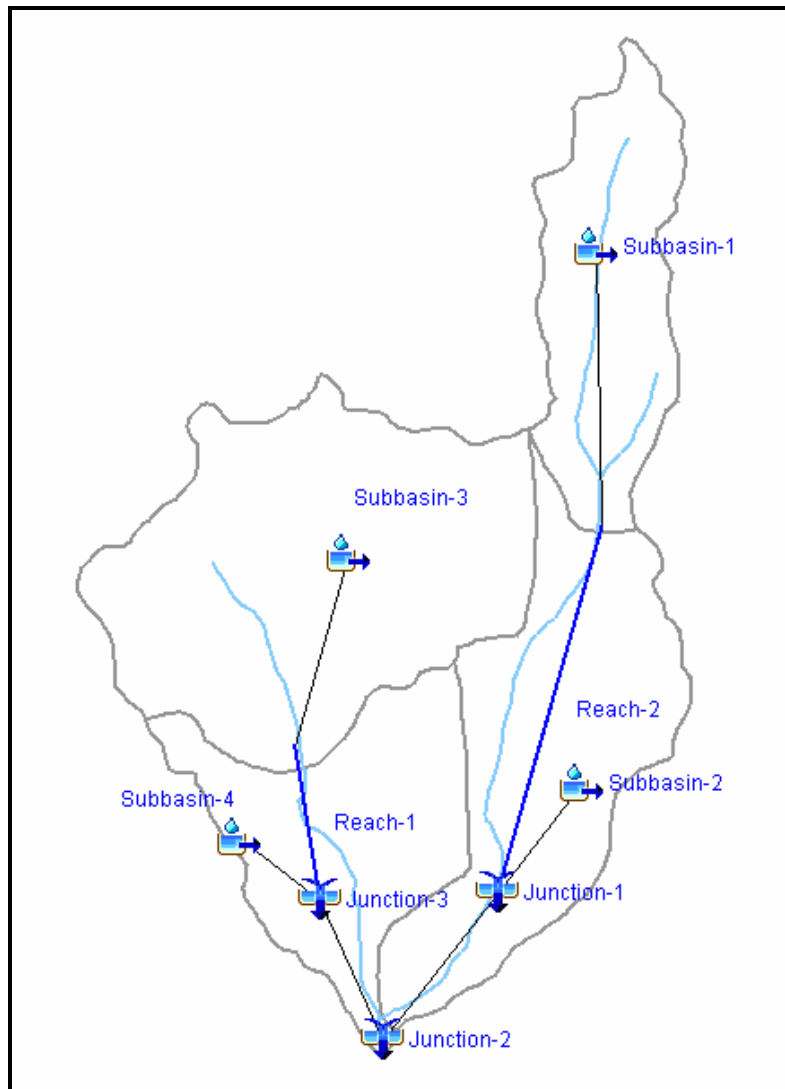 Subbasin-1
Subbasin-3
Reach-2
Subbasin-2
Subbasin-4
Reach-1
Junction-1
Junction-3
Junction-2